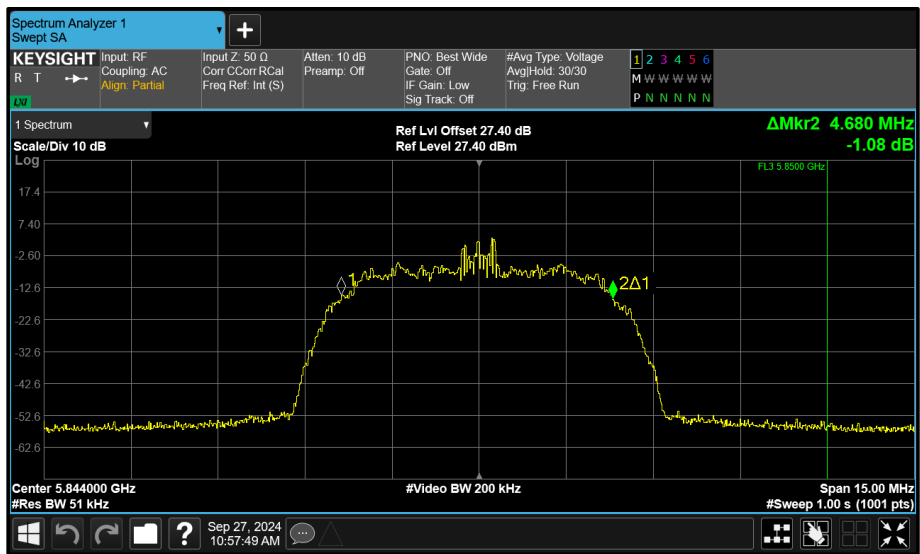 Spectrum Analyzer 1
Swept SA
KEYSIGHT
R T
LXI
Input: RF
Coupling: AC
Align: Partial
Input Z: 50 Ω
Corr CCorr RCal
Freq Ref: Int (S)
Atten: 10 dB
Preamp: Off
PNO: Best Wide
Gate: Off
IF Gain: Low
Sig Track: Off
#Avg Type: Voltage
Avg|Hold: 30/30
Trig: Free Run
1 2 3 4 5 6
M W W W W W
P N N N N N
1 Spectrum
Scale/Div 10 dB
Ref Lvl Offset 27.40 dB
Ref Level 27.40 dBm
ΔMkr2 4.680 MHz
-1.08 dB
Log
FL3 5.8500 GHz
17.4
7.40
-2.60
-12.6
-22.6
-32.6
-42.6
-52.6
-62.6
1
2Δ1
Center 5.844000 GHz
#Video BW 200 kHz
Span 15.00 MHz
#Res BW 51 kHz
#Sweep 1.00 s (1001 pts)
?
Sep 27, 2024
10:57:49 AM